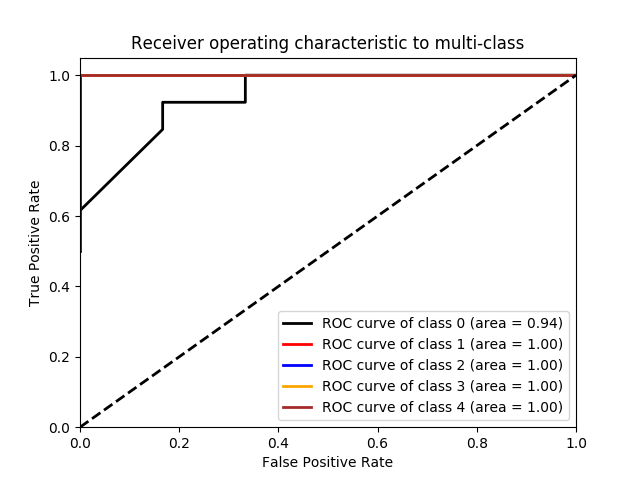 Receiver operating characteristic to multi-class
1.0
0.8
0.6
0.4
0.2
0.0
True Positive Rate
ROC curve of class 0 (area = 0.94)
ROC curve of class 1 (area = 1.00)
ROC curve of class 2 (area = 1.00)
ROC curve of class 3 (area = 1.00)
ROC curve of class 4 (area = 1.00)
0.0 0.2 0.4 0.6 0.8 1.0
False Positive Rate